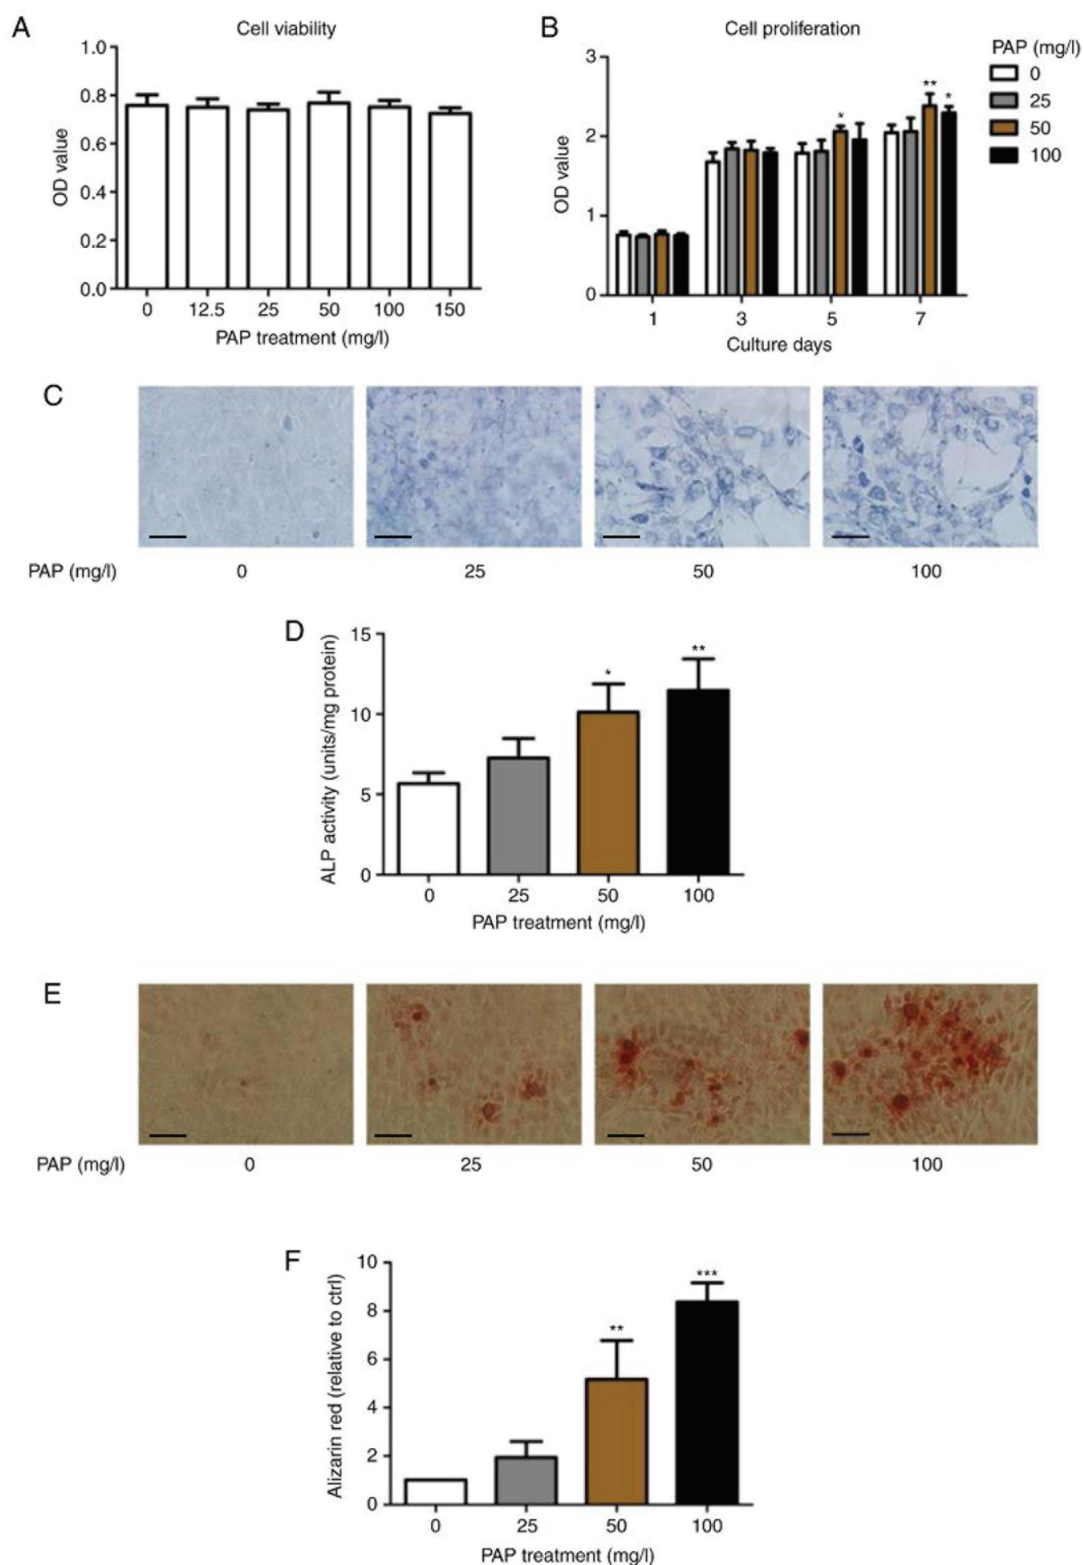 A
Cell viability
OD value
1.0
0.8
0.6
0.4
0.2
0.0
0 12.5 25 50 100 150
PAP treatment (mg/l)
B
Cell proliferation
OD value
3
2
1
0
* ** *
1 3 5 7
Culture days
PAP (mg/l)
0
25
50
100
C
PAP (mg/l) 0 25 50 100
D
ALP activity (units/mg protein)
15
10
5
0
* **
0 25 50 100
PAP treatment (mg/l)
E
PAP (mg/l) 0 25 50 100
F
Alizarin red (relative to ctrl)
10
8
6
4
2
0
** ***
0 25 50 100
PAP treatment (mg/l)